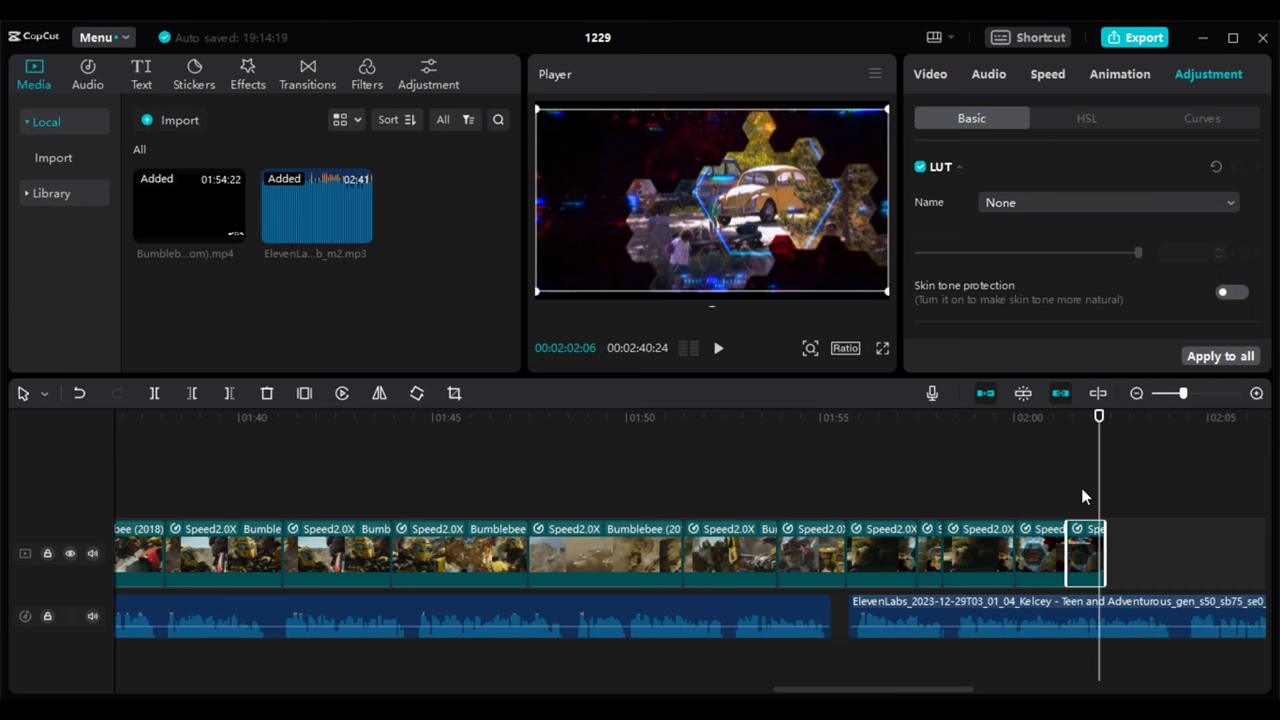 CapCut
Menu
Auto saved: 19:14:19
1229
Shortcut
Export
Media
Audio
Text
Stickers
Effects
Transitions
Filters
Adjustment
Local
Import
Library
Import
Sort
All
All
Added 01:54:22
Bumbleb...om).mp4
Added 02:41
ElevenLa...b_m2.mp3
Player
00:02:02:06 00:02:40:24
Ratio
Video Audio Speed Animation Adjustment
Basic HSL Curves
LUT
Name None
Skin tone protection
(Turn it on to make skin tone more natural)
Apply to all
01:40 01:45 01:50 01:55 02:00 02:05
bee (2018) Speed2.0X Bumble Speed2.0X Bumb Speed2.0X Bumblebee Speed2.0X Bumblebee (20 Speed2.0X Bu Speed2.0 Speed2.0X S Speed2.0X Speed Spe
ElevenLabs_2023-12-29T03_01_04_Kelcey - Teen and Adventurous_gen_s50_sb75_se0_